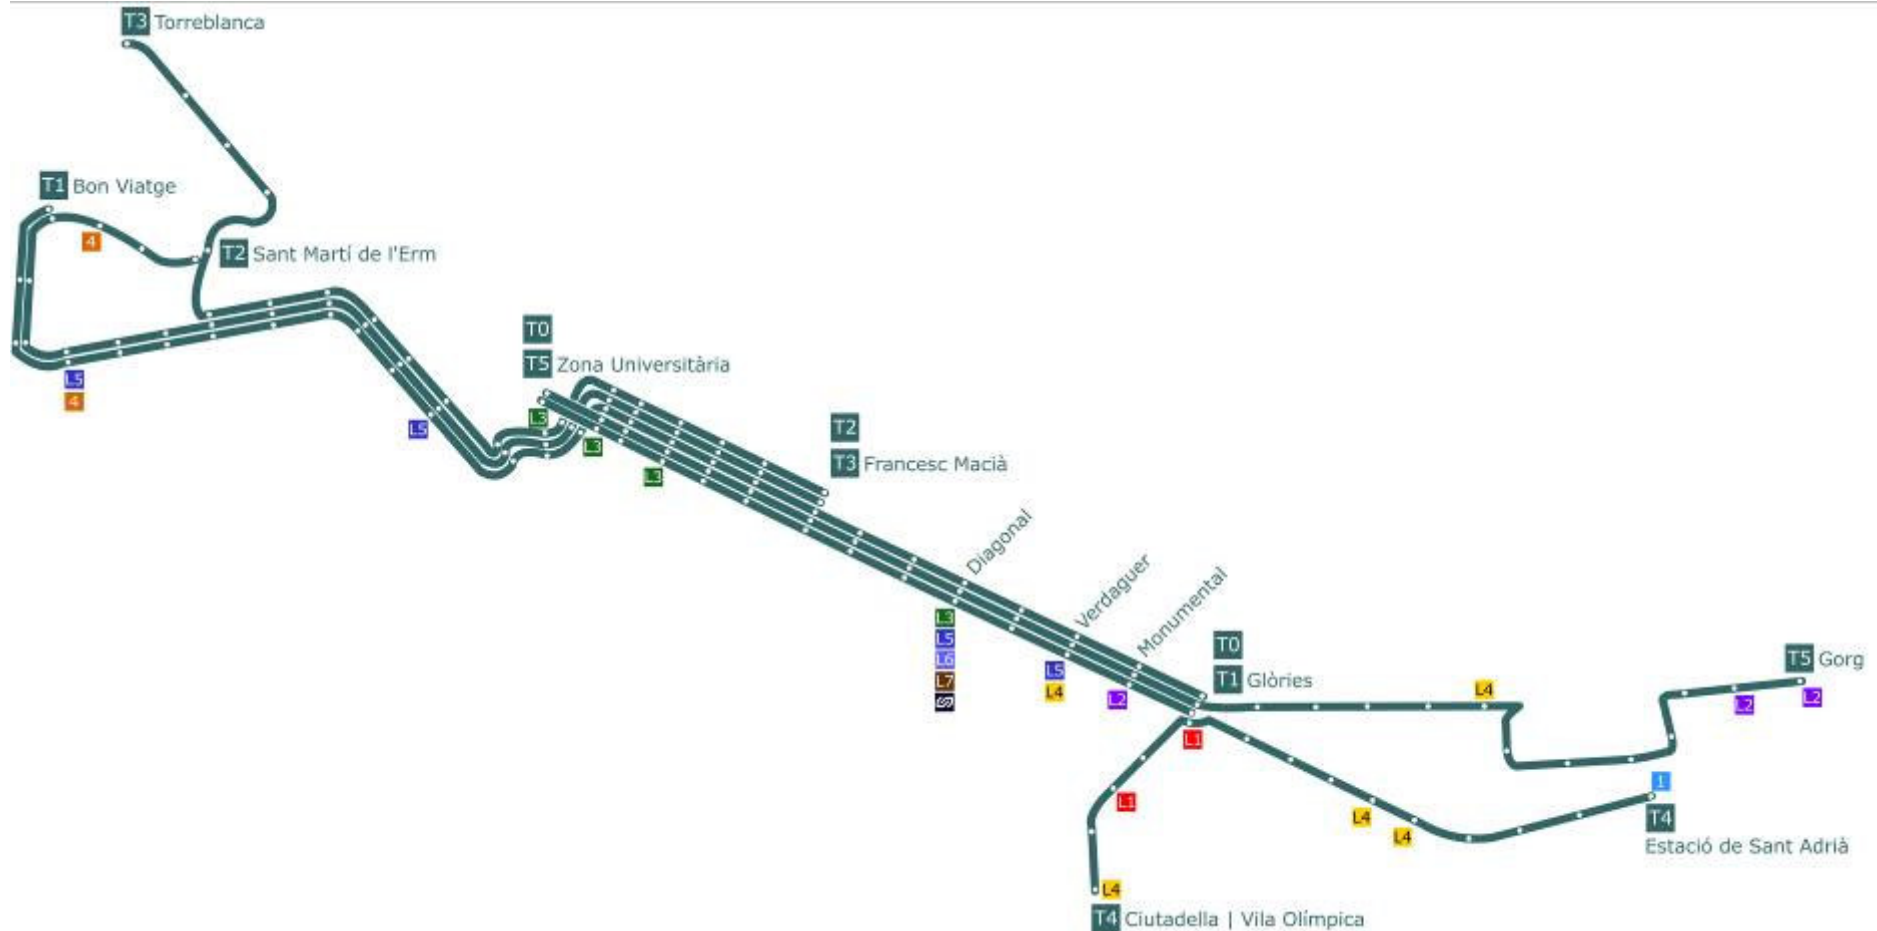 T3 Torreblanca
T1 Bon Viatge
4
T2 Sant Martí de l'Erm
L5
4
L5
T0
T5 Zona Universitària
L3
L3
L3
T2
T3 Francesc Macià
Diagonal
L3
L5
L6
L7
Verdaguer
L5
L4
Monumental
L2
T0
T1 Glòries
L1
L1
L4
T4 Ciutadella | Vila Olímpica
L4
T5 Gorg
L2
L2
L4
L4
1
T4
Estació de Sant Adrià